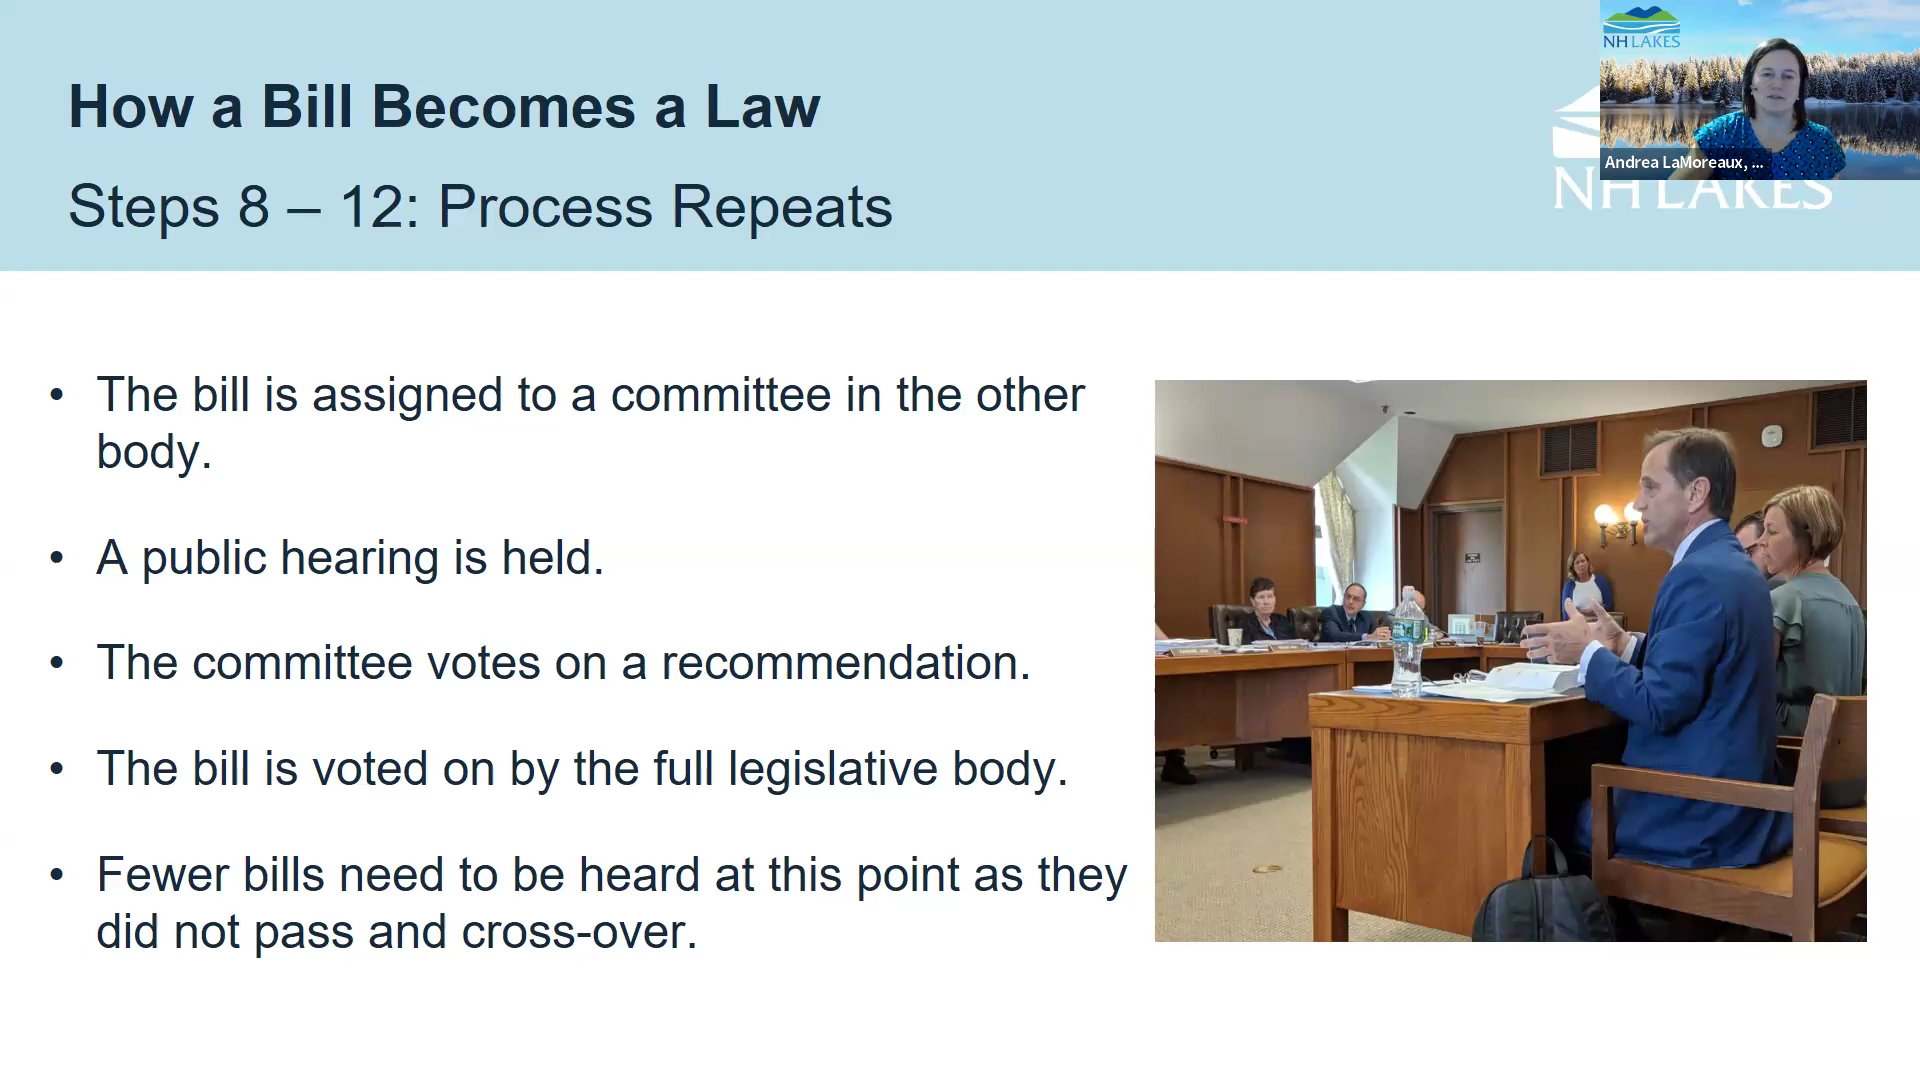 How a Bill Becomes a Law
Steps 8 – 12: Process Repeats
NH LAKES
Andrea LaMoreaux, ...
NH LAKES
• The bill is assigned to a committee in the other
body.
• A public hearing is held.
• The committee votes on a recommendation.
• The bill is voted on by the full legislative body.
• Fewer bills need to be heard at this point as they
did not pass and cross-over.